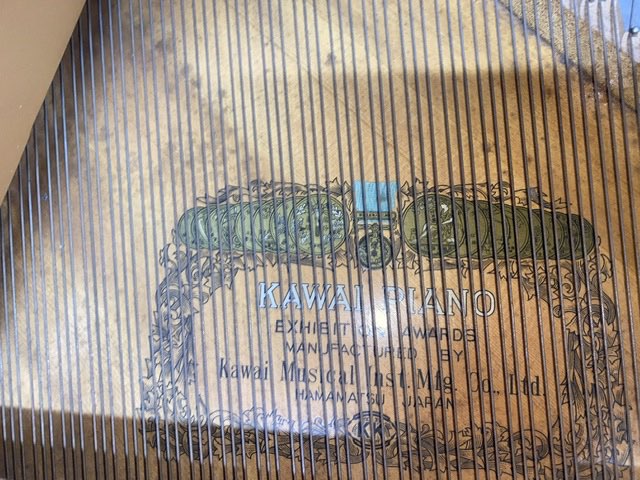 KAWAI PIANO
EXHIBITION AWARDS
MANUFACTURED BY
Kawai Musical Inst. Mfg. Co., Ltd.
HAMAMATSU JAPAN
K